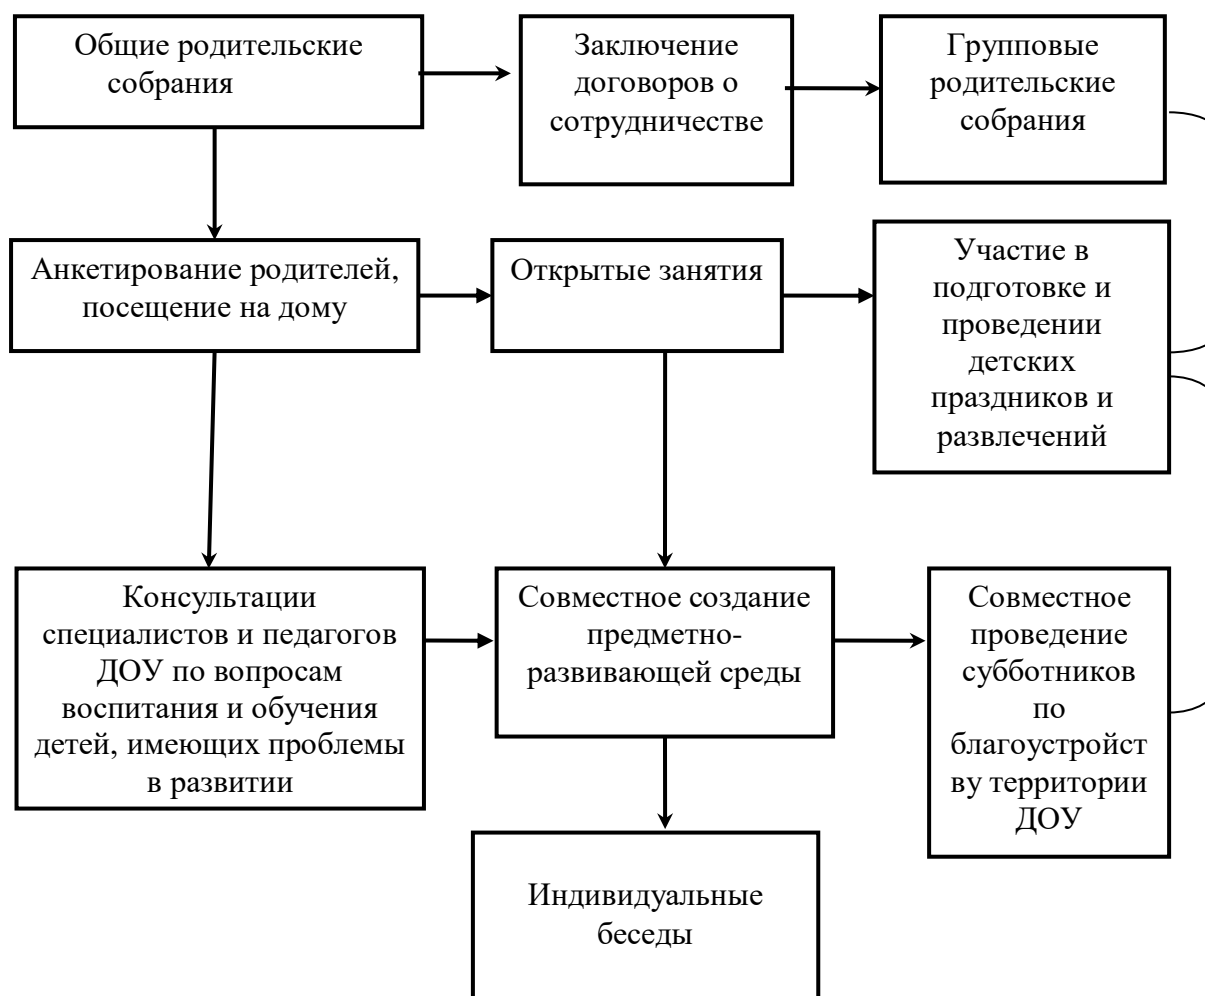 Общие родительские
собрания
Заключение
договоров о
сотрудничестве
Групповые
родительские
собрания
Анкетирование родителей,
посещение на дому
Открытые занятия
Участие в
подготовке и
проведении
детских
праздников и
развлечений
Консультации
специалистов и педагогов
ДОУ по вопросам
воспитания и обучения
детей, имеющих проблемы
в развитии
Совместное создание
предметно-
развивающей среды
Совместное
проведение
субботников
по
благоустройст
ву территории
ДОУ
Индивидуальные
беседы